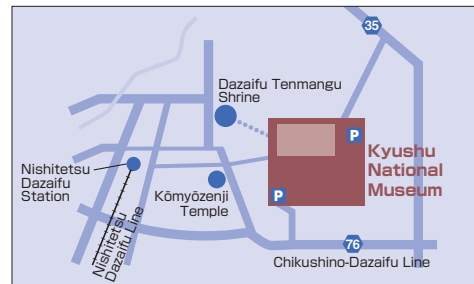 35
Dazaifu Tenmangu
Shrine
P
Kyushu
National
Museum
Nishitetsu
Dazaifu
Station
Kōmyōzenji
Temple
P
Nishitetsu
Dazaifu Line
76
Chikushino-Dazaifu Line